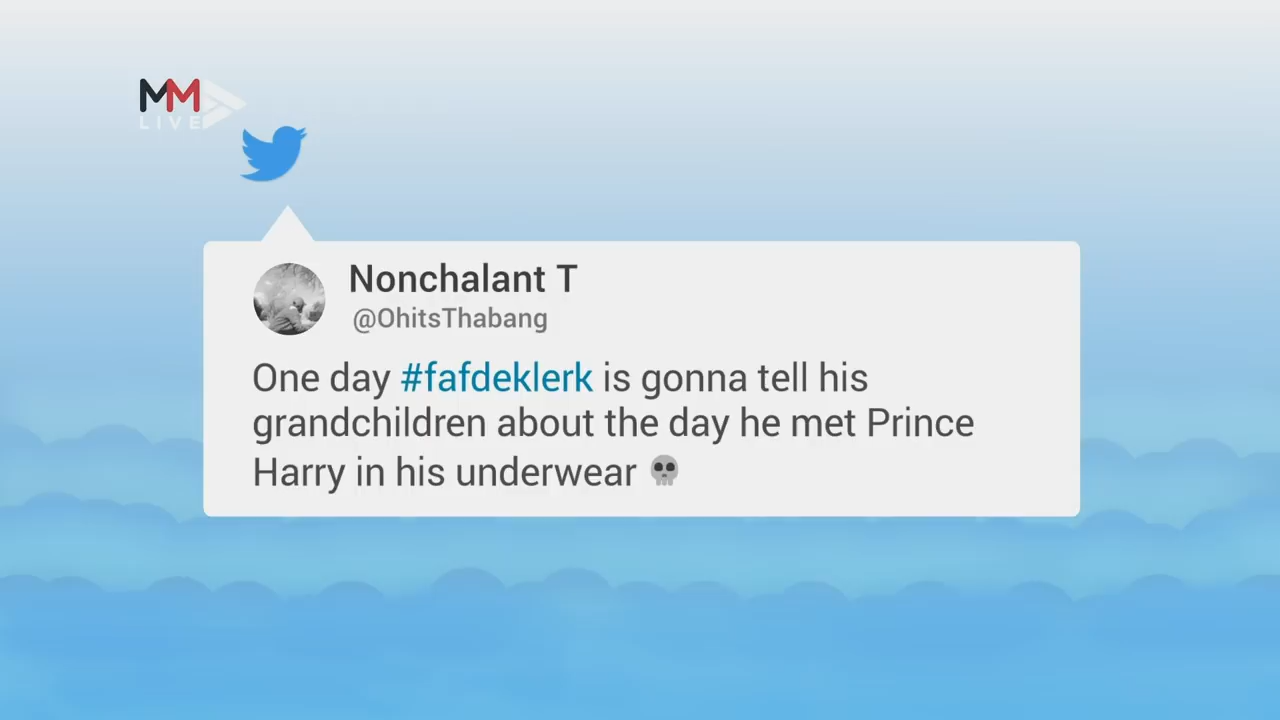 MM
LIVE
Nonchalant T
@OhitsThabang
One day #fafdeklerk is gonna tell his
grandchildren about the day he met Prince
Harry in his underwear 💀